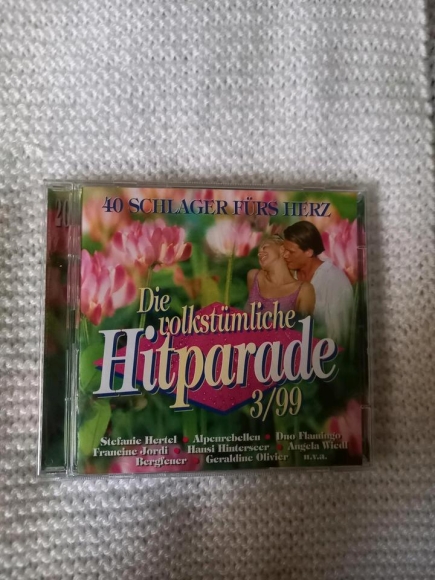 40 SCHLAGER FÜRS HERZ
Die
volkstümliche
Hitparade
3/99
Stefanie Hertel • Alpenrebellen • Duo Flamingo
Francine Jordi • Hansi Hinterseer • Angela Wiedl
Bergfeuer • Geraldine Olivier u.v.a.